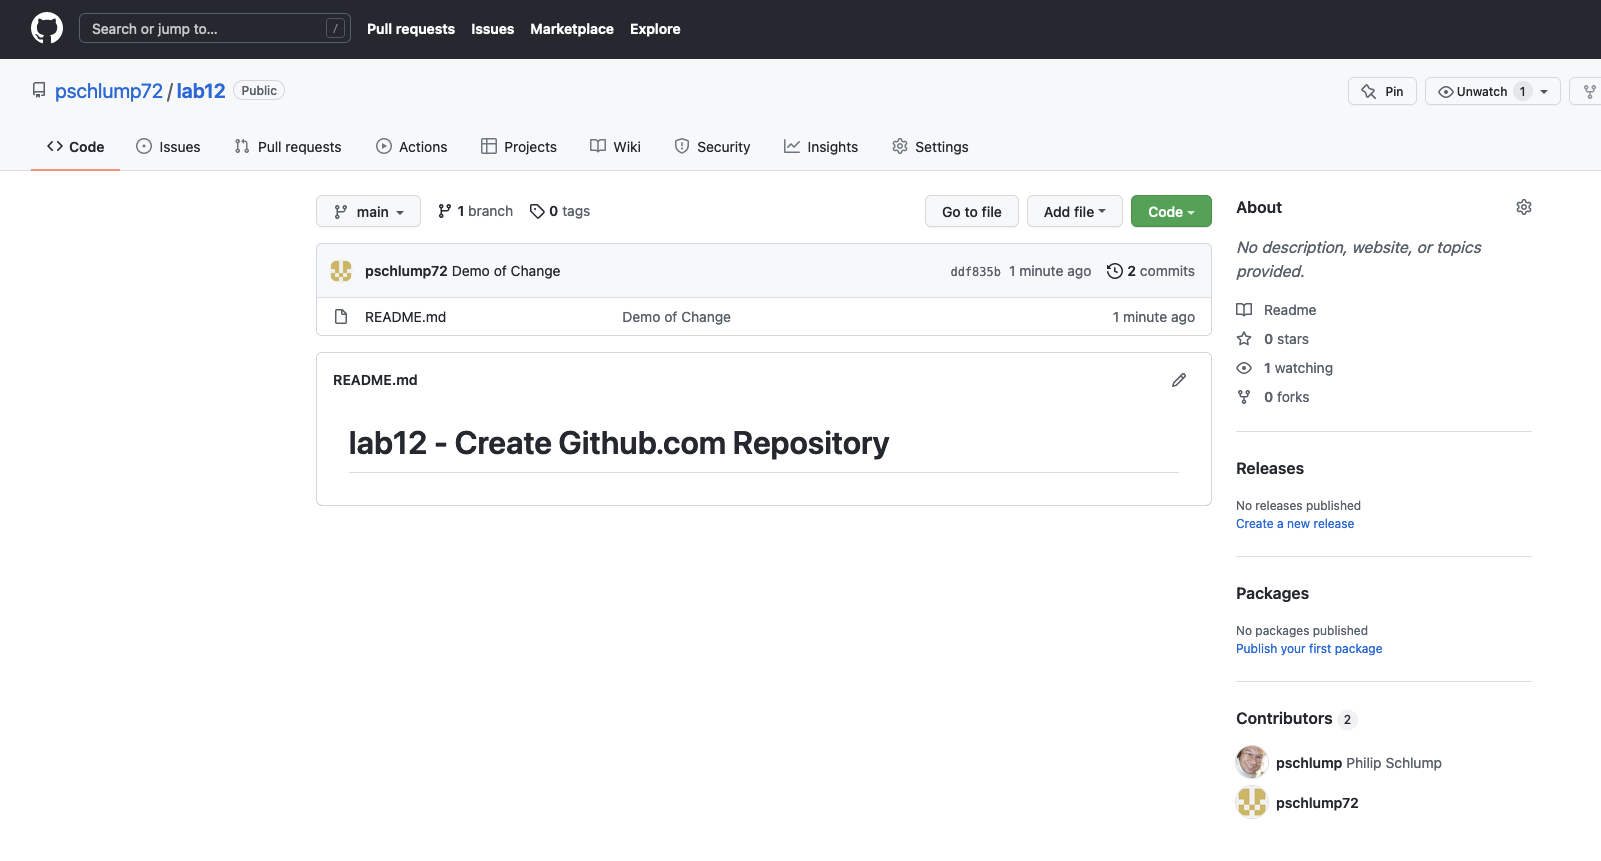 Search or jump to... / Pull requests Issues Marketplace Explore
pschlump72 / lab12 Public Pin Unwatch 1
Code Issues Pull requests Actions Projects Wiki Security Insights Settings
main 1 branch 0 tags Go to file Add file Code
pschlump72 Demo of Change ddf835b 1 minute ago 2 commits
README.md Demo of Change 1 minute ago
README.md
lab12 - Create Github.com Repository
About
No description, website, or topics
provided.
Readme
0 stars
1 watching
0 forks
Releases
No releases published
Create a new release
Packages
No packages published
Publish your first package
Contributors 2
pschlump Philip Schlump
pschlump72